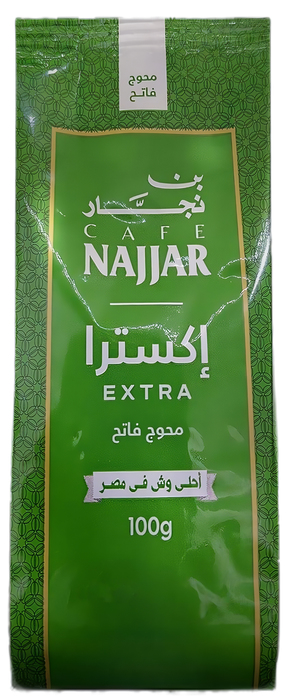 محوج
فاتح
بن
نجار
CAFE
NAJJAR
إكسترا
EXTRA
محوج فاتح
أحلى وش فى مصر
100g